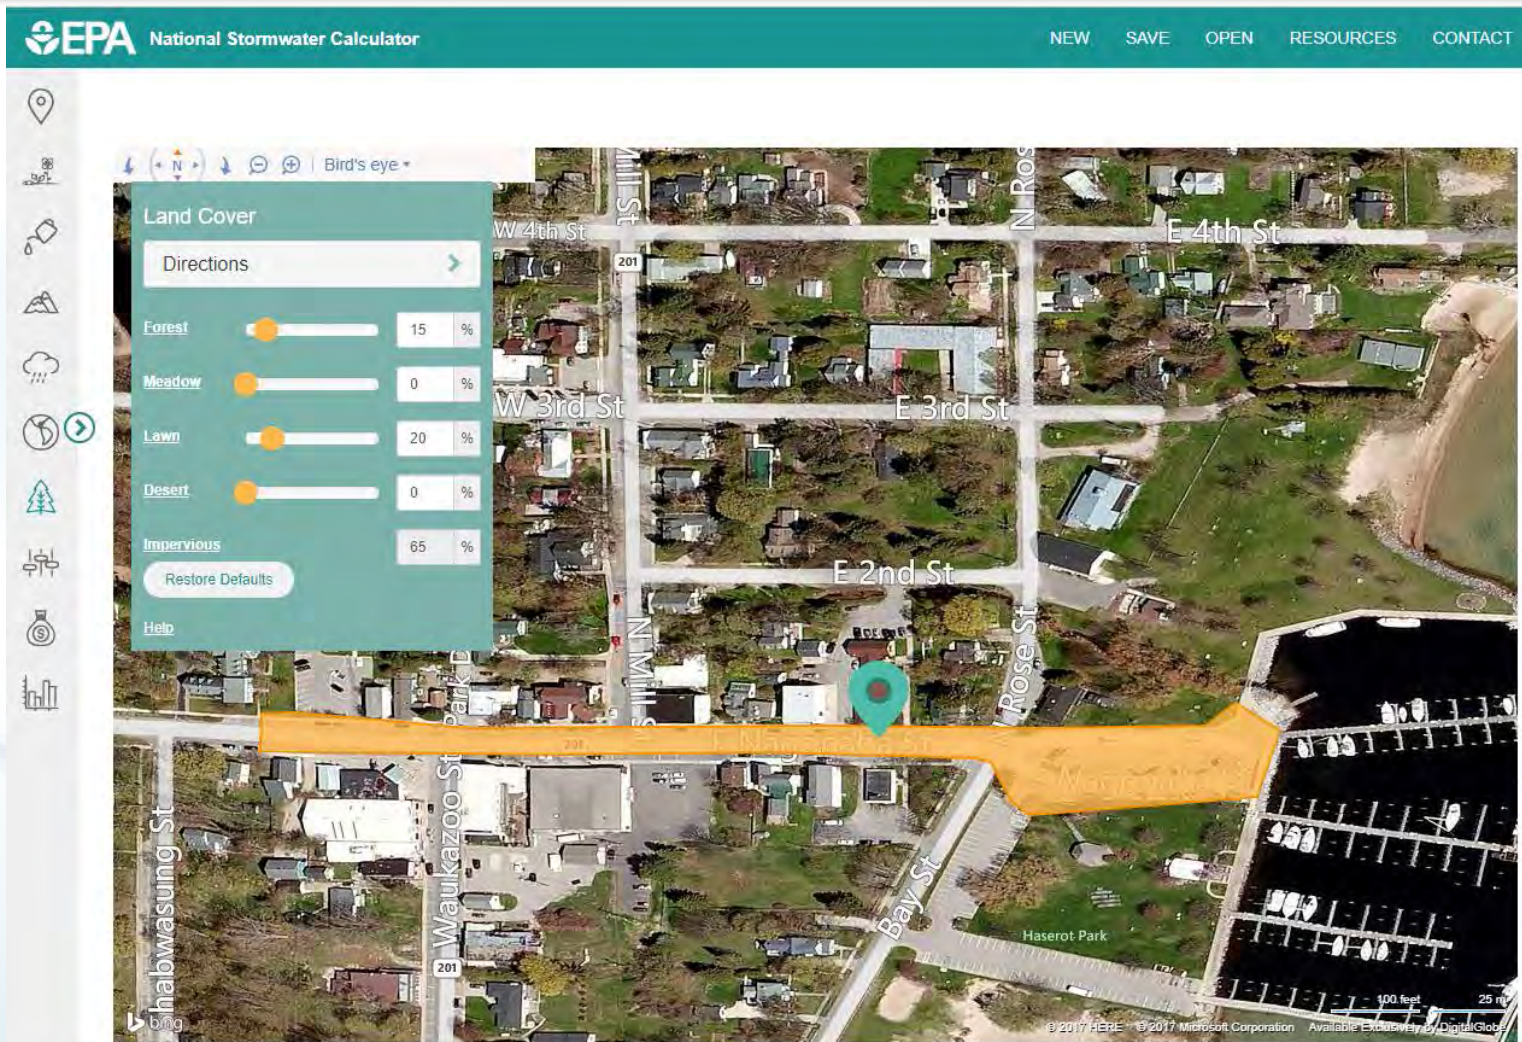 EPA National Stormwater Calculator
NEW SAVE OPEN RESOURCES CONTACT
N Bird's eye
Land Cover
Directions
Forest 15 %
Meadow 0 %
Lawn 20 %
Desert 0 %
Impervious 65 %
Restore Defaults
Help
W 4th St
E 4th St
201
W 3rd St
E 3rd St
E 2nd St
N Mill St
Rose St
201
Waukazoo St
Bay St
Haserot Park
201
bing
100 feet 25 m
© 2017 HERE © 2017 Microsoft Corporation Available Exclusively by DigitalGlobe